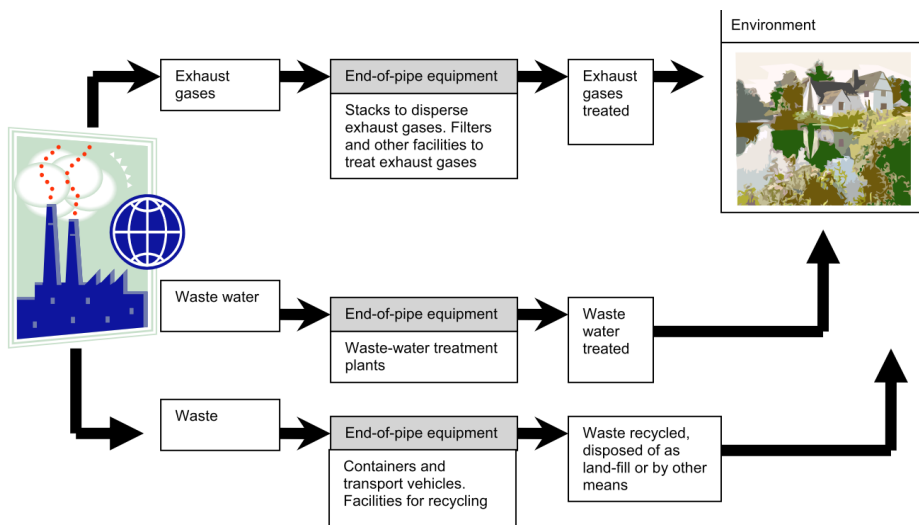 Environment
Exhaust
gases
End-of-pipe equipment
Stacks to disperse
exhaust gases. Filters
and other facilities to
treat exhaust gases
Exhaust
gases
treated
Waste water
End-of-pipe equipment
Waste-water treatment
plants
Waste
water
treated
Waste
End-of-pipe equipment
Containers and
transport vehicles.
Facilities for recycling
Waste recycled,
disposed of as
land-fill or by other
means